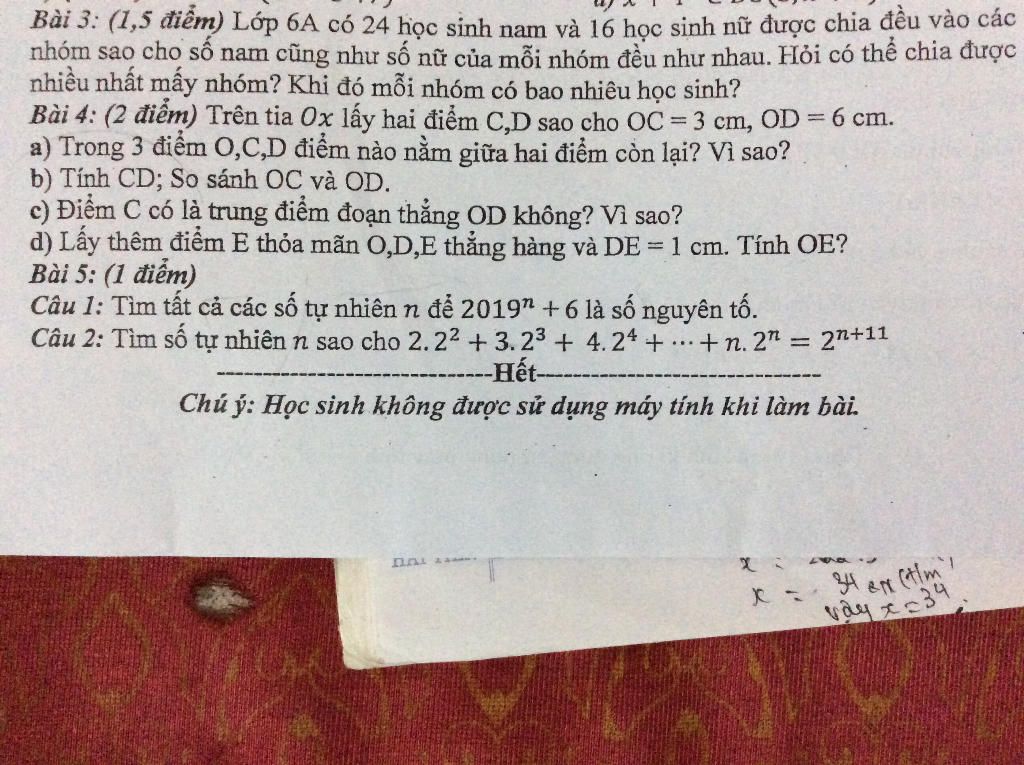 Bài 3: (1,5 điểm) Lớp 6A có 24 học sinh nam và 16 học sinh nữ được chia đều vào các
nhóm sao cho số nam cũng như số nữ của mỗi nhóm đều như nhau. Hỏi có thể chia được
nhiều nhất mấy nhóm? Khi đó mỗi nhóm có bao nhiêu học sinh?
Bài 4: (2 điểm) Trên tia Ox lấy hai điểm C,D sao cho OC = 3 cm, OD = 6 cm.
a) Trong 3 điểm O,C,D điểm nào nằm giữa hai điểm còn lại? Vì sao?
b) Tính CD; So sánh OC và OD.
c) Điểm C có là trung điểm đoạn thẳng OD không? Vì sao?
d) Lấy thêm điểm E thỏa mãn O,D,E thẳng hàng và DE = 1 cm. Tính OE?
Bài 5: (1 điểm)
Câu 1: Tìm tất cả các số tự nhiên n để 2019ⁿ + 6 là số nguyên tố.
Câu 2: Tìm số tự nhiên n sao cho 2.2² + 3.2³ + 4.2⁴ + ⋯ + n.2ⁿ = 2ⁿ⁺¹¹
------------------------------Hết--------------------------------
Chú ý: Học sinh không được sử dụng máy tính khi làm bài.
x =
x = 34
vậy x = 34